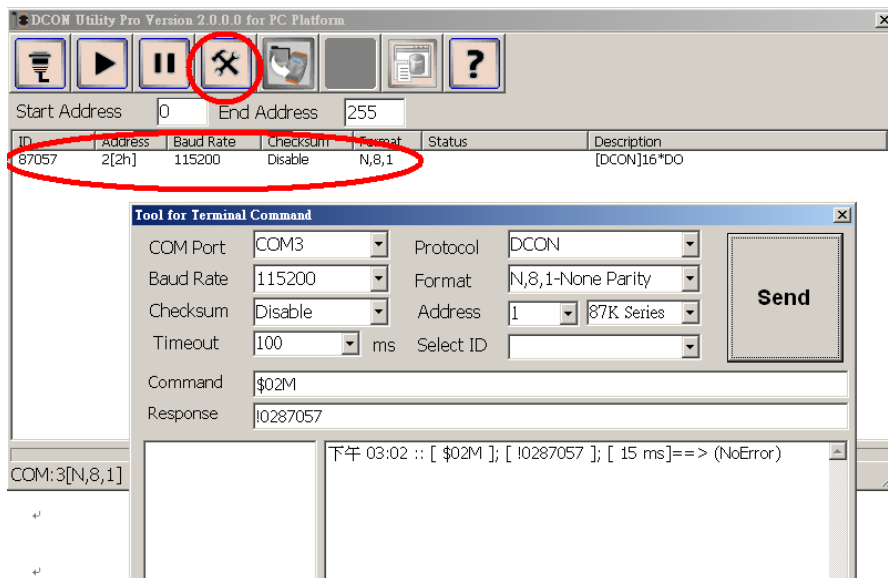 DCON Utility Pro Version 2.0.0.0 for PC Platform
Start Address 0 End Address 255
ID Address Baud Rate Checksum Format Status Description
87057 2[2h] 115200 Disable N,8,1 [DCON]16*DO
Tool for Terminal Command
COM Port COM3 Protocol DCON
Baud Rate 115200 Format N,8,1-None Parity
Checksum Disable Address 1 87K Series
Send
Timeout 100 ms Select ID
Command $02M
Response !0287057
下午 03:02 :: [ $02M ]; [ !0287057 ]; [ 15 ms]==> (NoError)
COM:3[N,8,1]